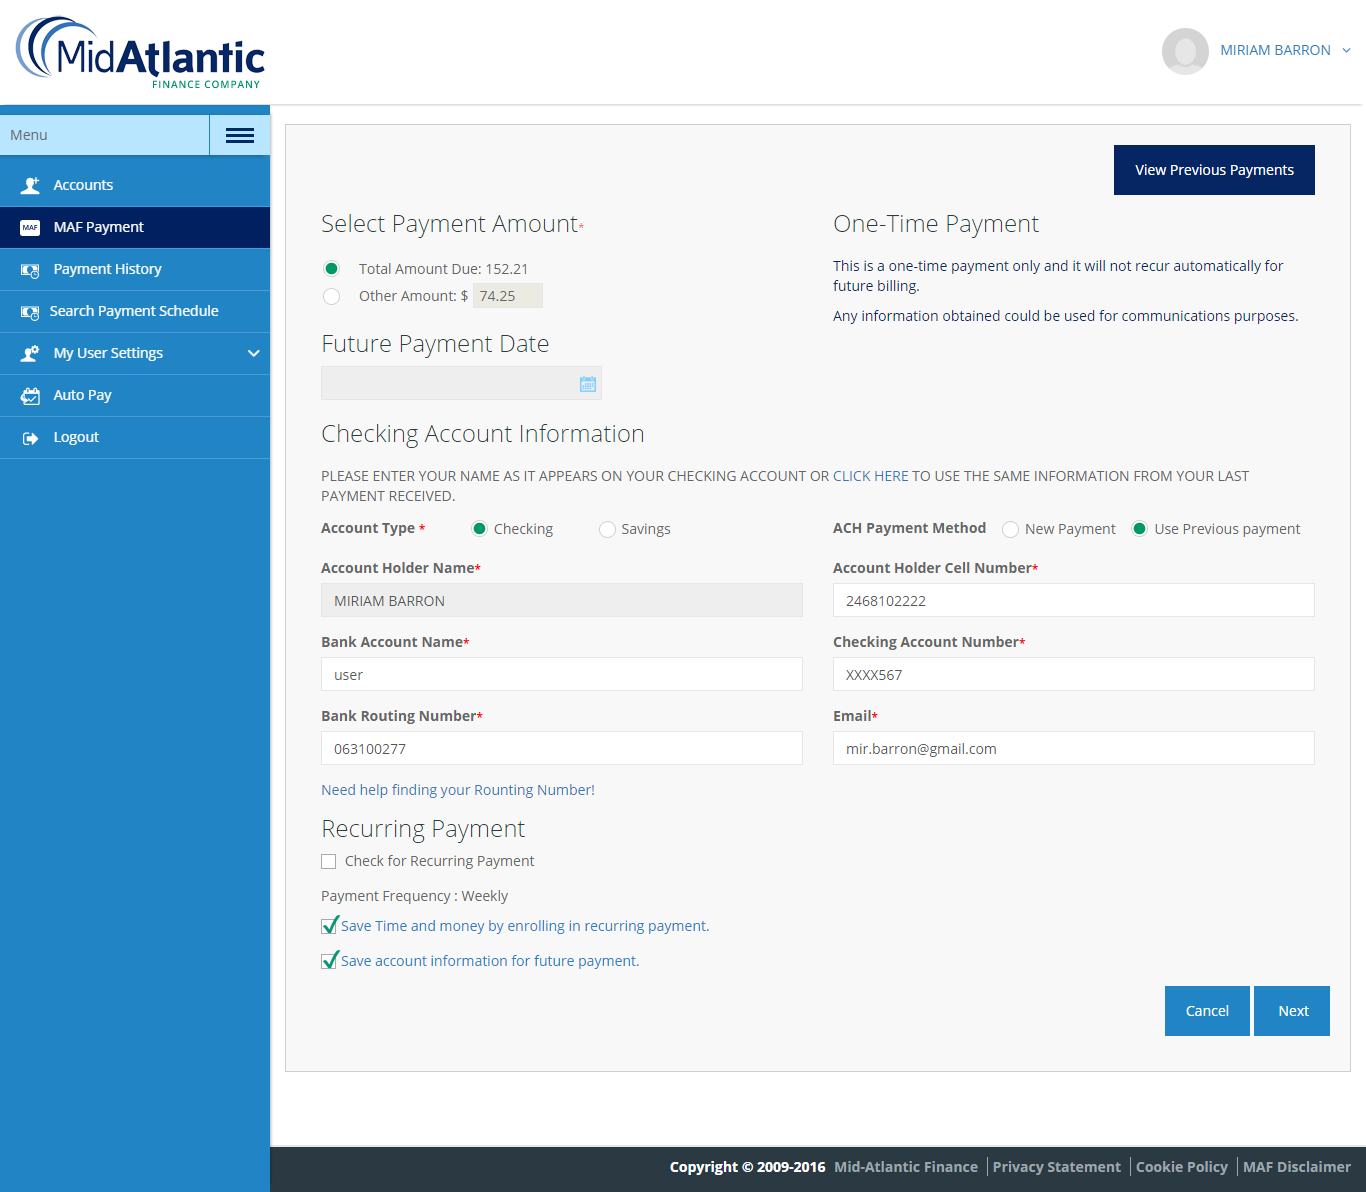 MidAtlantic
FINANCE COMPANY
MIRIAM BARRON
Menu
Accounts
MAF MAF Payment
Payment History
Search Payment Schedule
My User Settings
Auto Pay
Logout
View Previous Payments
Select Payment Amount*
Total Amount Due: 152.21
Other Amount: $ 74.25
One-Time Payment
This is a one-time payment only and it will not recur automatically for
future billing.
Any information obtained could be used for communications purposes.
Future Payment Date
Checking Account Information
PLEASE ENTER YOUR NAME AS IT APPEARS ON YOUR CHECKING ACCOUNT OR CLICK HERE TO USE THE SAME INFORMATION FROM YOUR LAST
PAYMENT RECEIVED.
Account Type * Checking Savings
ACH Payment Method New Payment Use Previous payment
Account Holder Name*
MIRIAM BARRON
Account Holder Cell Number*
2468102222
Bank Account Name*
user
Checking Account Number*
XXXX567
Bank Routing Number*
063100277
Email*
mir.barron@gmail.com
Need help finding your Rounting Number!
Recurring Payment
Check for Recurring Payment
Payment Frequency : Weekly
Save Time and money by enrolling in recurring payment.
Save account information for future payment.
Cancel Next
Copyright © 2009-2016 Mid-Atlantic Finance | Privacy Statement | Cookie Policy | MAF Disclaimer